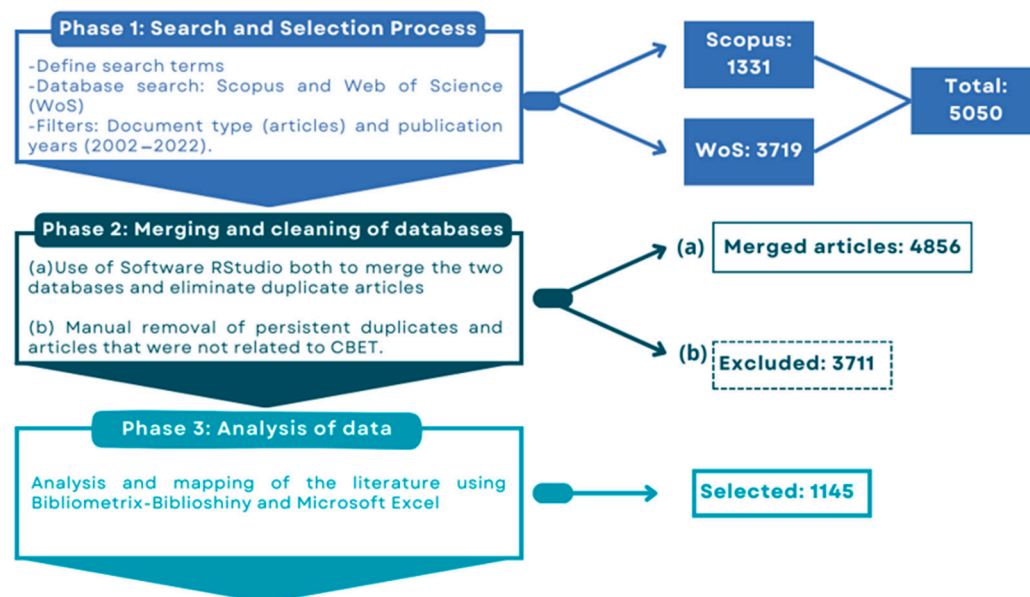 Phase 1: Search and Selection Process
-Define search terms
-Database search: Scopus and Web of Science
(WoS)
-Filters: Document type (articles) and publication
years (2002–2022).
Scopus:
1331
WoS: 3719
Total:
5050
Phase 2: Merging and cleaning of databases
(a)Use of Software RStudio both to merge the two
databases and eliminate duplicate articles
(b) Manual removal of persistent duplicates and
articles that were not related to CBET.
(a) Merged articles: 4856
(b) Excluded: 3711
Phase 3: Analysis of data
Analysis and mapping of the literature using
Bibliometrix-Biblioshiny and Microsoft Excel
Selected: 1145